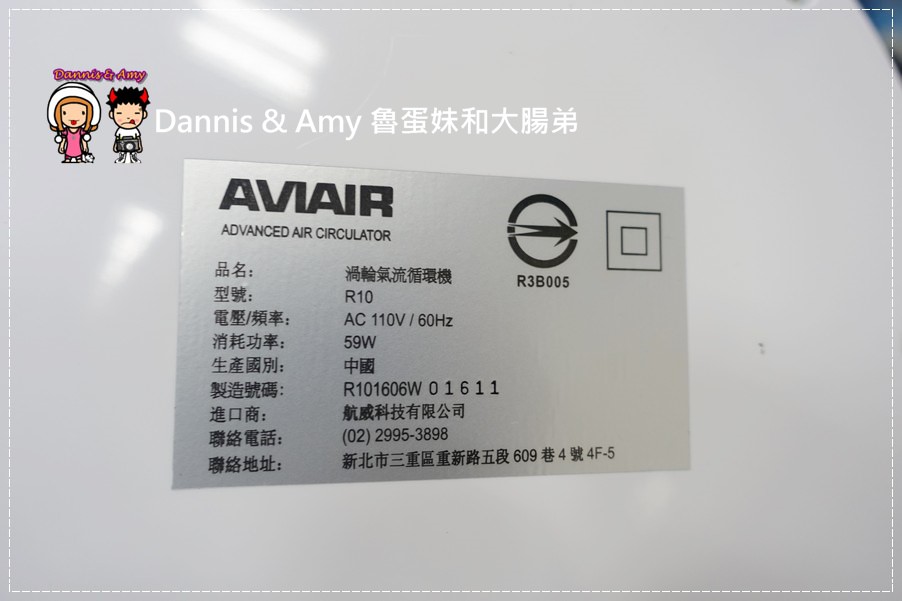 Dannis & Amy
Dannis & Amy 魯蛋妹和大腸弟
AVIAIR
ADVANCED AIR CIRCULATOR
R3B005
品名： 渦輪氣流循環機
型號： R10
電壓/頻率： AC 110V / 60Hz
消耗功率： 59W
生產國別： 中國
製造號碼： R101606W 01611
進口商： 航威科技有限公司
聯絡電話： (02) 2995-3898
聯絡地址： 新北市三重區重新路五段 609 巷 4 號 4F-5